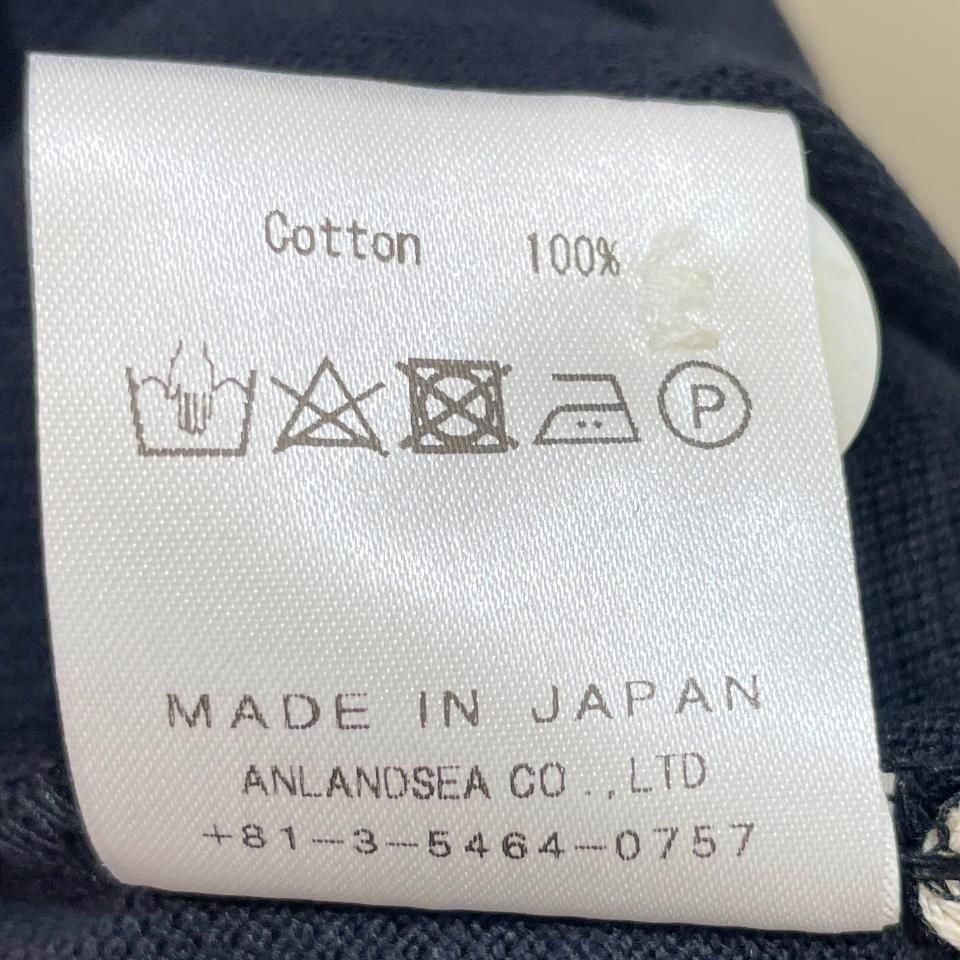 Cotton 100%
P
MADE IN JAPAN
ANLANDSEA CO.,LTD
+81-3-5464-0757